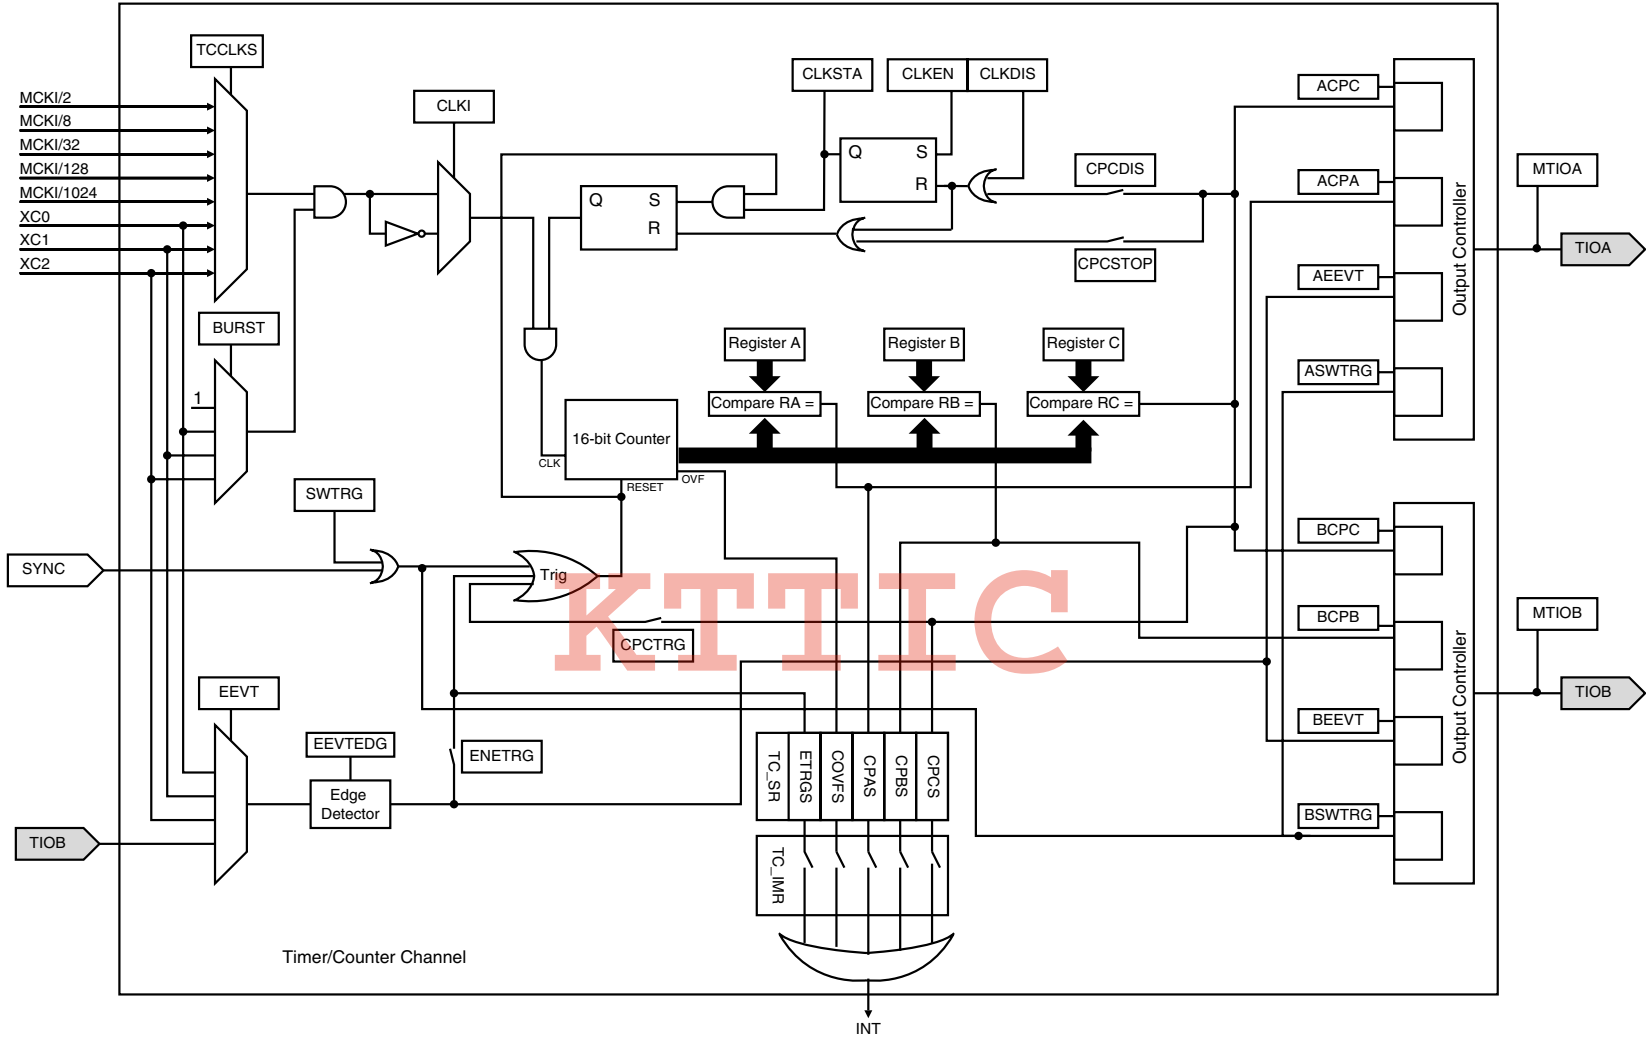 TCCLKS
MCKI/2
MCKI/8
MCKI/32
MCKI/128
MCKI/1024
XC0
XC1
XC2
CLKI
CLKSTA
CLKEN
CLKDIS
Q
S
R
Q
S
R
CPCDIS
CPCSTOP
ACPC
ACPA
AEEVT
ASWTRG
Output Controller
MTIOA
TIOA
BURST
1
Register A
Register B
Register C
Compare RA =
Compare RB =
Compare RC =
16-bit Counter
CLK
OVF
RESET
SWTRG
SYNC
Trig
CPCTRG
KTTIC
BCPC
BCPB
BEEVT
BSWTRG
Output Controller
MTIOB
TIOB
EEVT
EEVTEDG
Edge
Detector
ENETRG
TIOB
TC_SR
ETRGS
COVFS
CPAS
CPBS
CPCS
TC_IMR
Timer/Counter Channel
INT